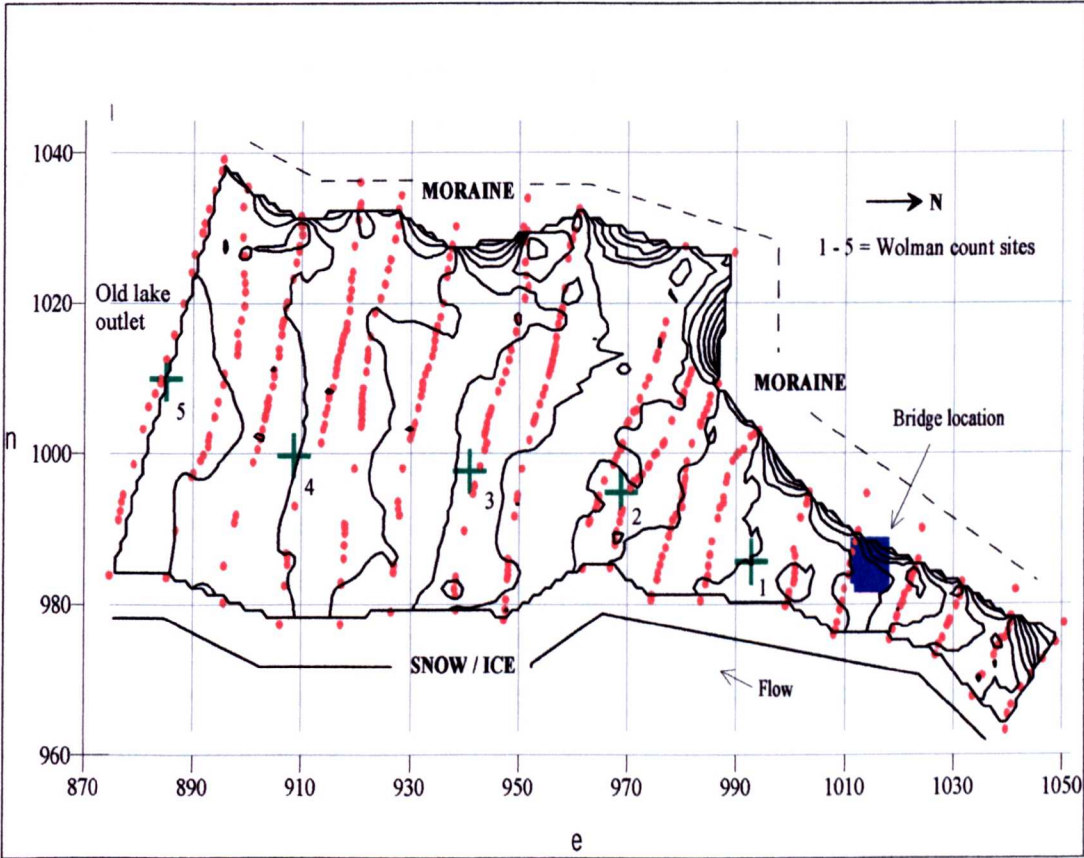 1040
MORAINE
N
1 - 5 = Wolman count sites
Old lake
outlet
1020
MORAINE
5
Bridge location
n
1000
4
3
2
1
980
SNOW / ICE
Flow
960
870
890
910
930
950
970
990
1010
1030
1050
e